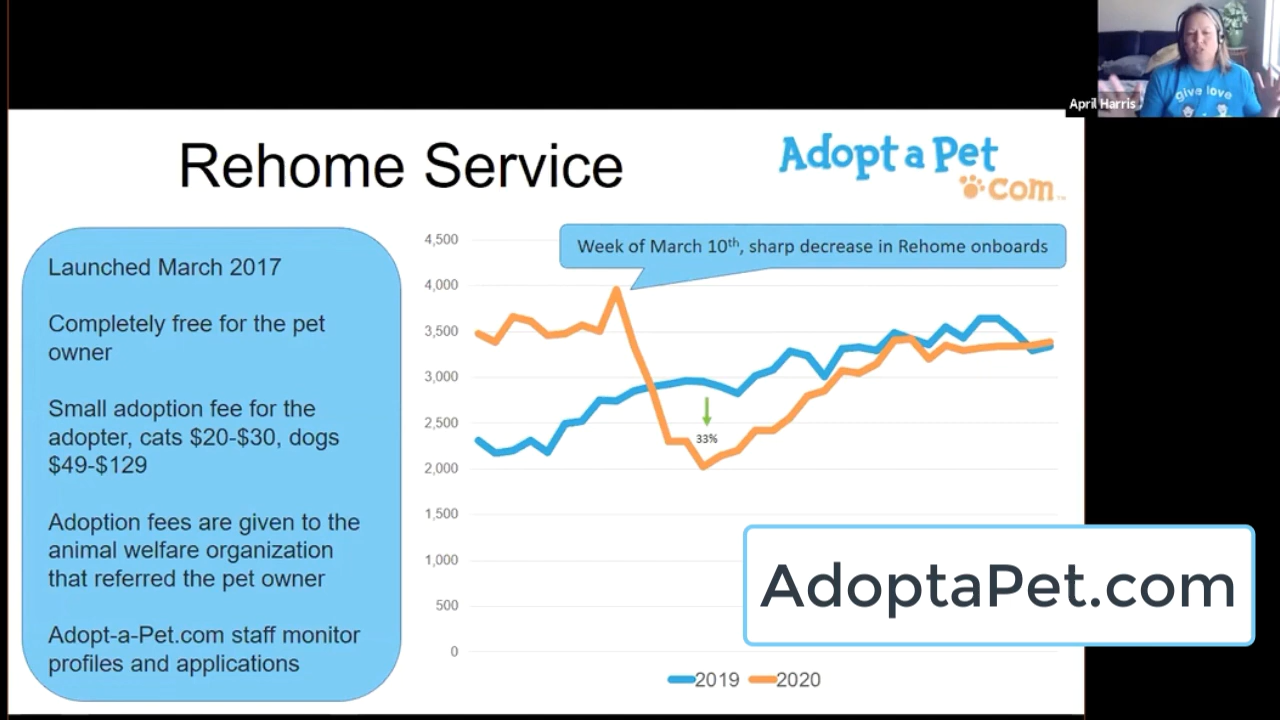 give love
April Harris
Rehome Service
Adopt a Pet
.com
Launched March 2017
Completely free for the pet
owner
Small adoption fee for the
adopter, cats $20-$30, dogs
$49-$129
Adoption fees are given to the
animal welfare organization
that referred the pet owner
Adopt-a-Pet.com staff monitor
profiles and applications
Week of March 10th, sharp decrease in Rehome onboards
4,500
4,000
3,500
3,000
2,500
2,000
1,500
1,000
500
0
33%
2019 2020
AdoptaPet.com